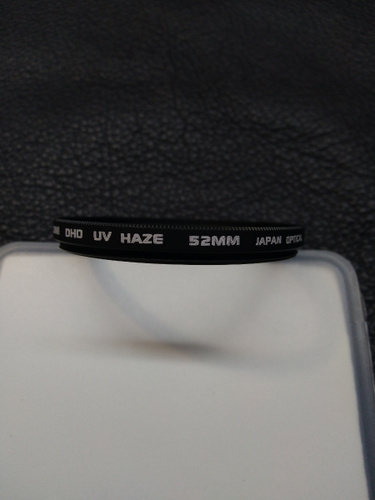 DHD UV HAZE 52MM JAPAN OPTICAL